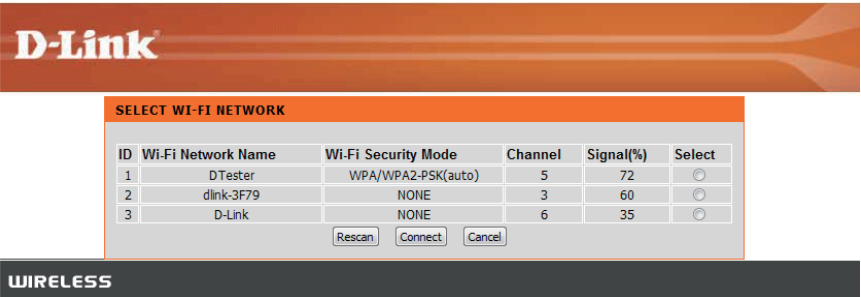 D-Link
SELECT WI-FI NETWORK
ID Wi-Fi Network Name Wi-Fi Security Mode Channel Signal(%) Select
1 DTester WPA/WPA2-PSK(auto) 5 72
2 dlink-3F79 NONE 3 60
3 D-Link NONE 6 35
Rescan Connect Cancel
WIRELESS